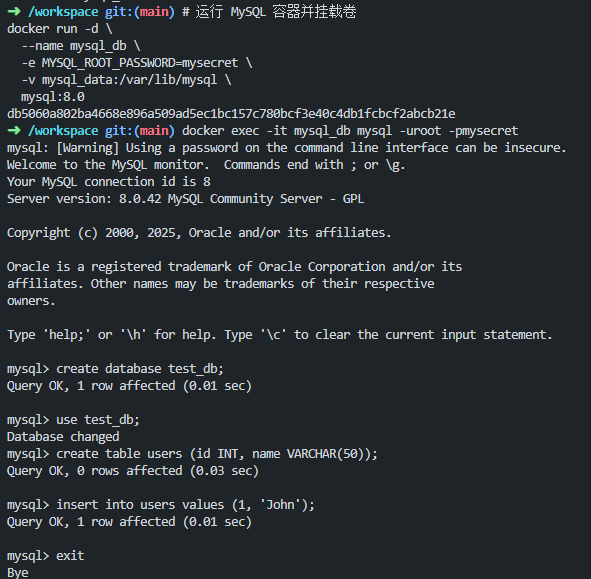 ➜ /workspace git:(main) # 运行 MySQL 容器并挂载卷
docker run -d \
  --name mysql_db \
  -e MYSQL_ROOT_PASSWORD=mysecret \
  -v mysql_data:/var/lib/mysql \
  mysql:8.0
db5060a802ba4668e896a509ad5ec1bc157c780bcf3e40c4db1fcbcf2abcb21e
➜ /workspace git:(main) docker exec -it mysql_db mysql -uroot -pmysecret
mysql: [Warning] Using a password on the command line interface can be insecure.
Welcome to the MySQL monitor.  Commands end with ; or \g.
Your MySQL connection id is 8
Server version: 8.0.42 MySQL Community Server - GPL

Copyright (c) 2000, 2025, Oracle and/or its affiliates.

Oracle is a registered trademark of Oracle Corporation and/or its
affiliates. Other names may be trademarks of their respective
owners.

Type 'help;' or '\h' for help. Type '\c' to clear the current input statement.

mysql> create database test_db;
Query OK, 1 row affected (0.01 sec)

mysql> use test_db;
Database changed
mysql> create table users (id INT, name VARCHAR(50));
Query OK, 0 rows affected (0.03 sec)

mysql> insert into users values (1, 'John');
Query OK, 1 row affected (0.01 sec)

mysql> exit
Bye